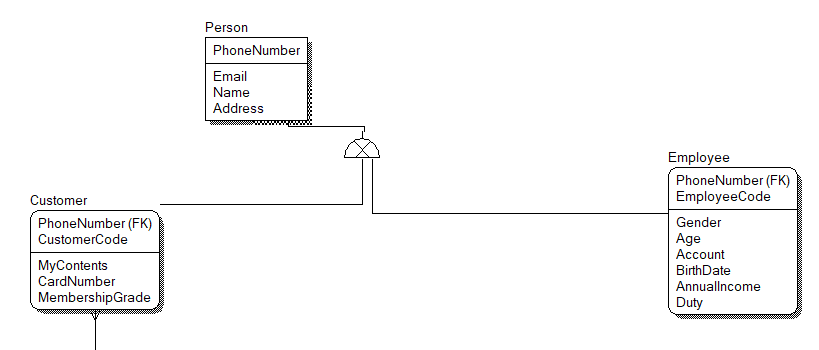 Person
PhoneNumber
Email
Name
Address
Customer
PhoneNumber (FK)
CustomerCode
MyContents
CardNumber
MembershipGrade
Employee
PhoneNumber (FK)
EmployeeCode
Gender
Age
Account
BirthDate
AnnualIncome
Duty